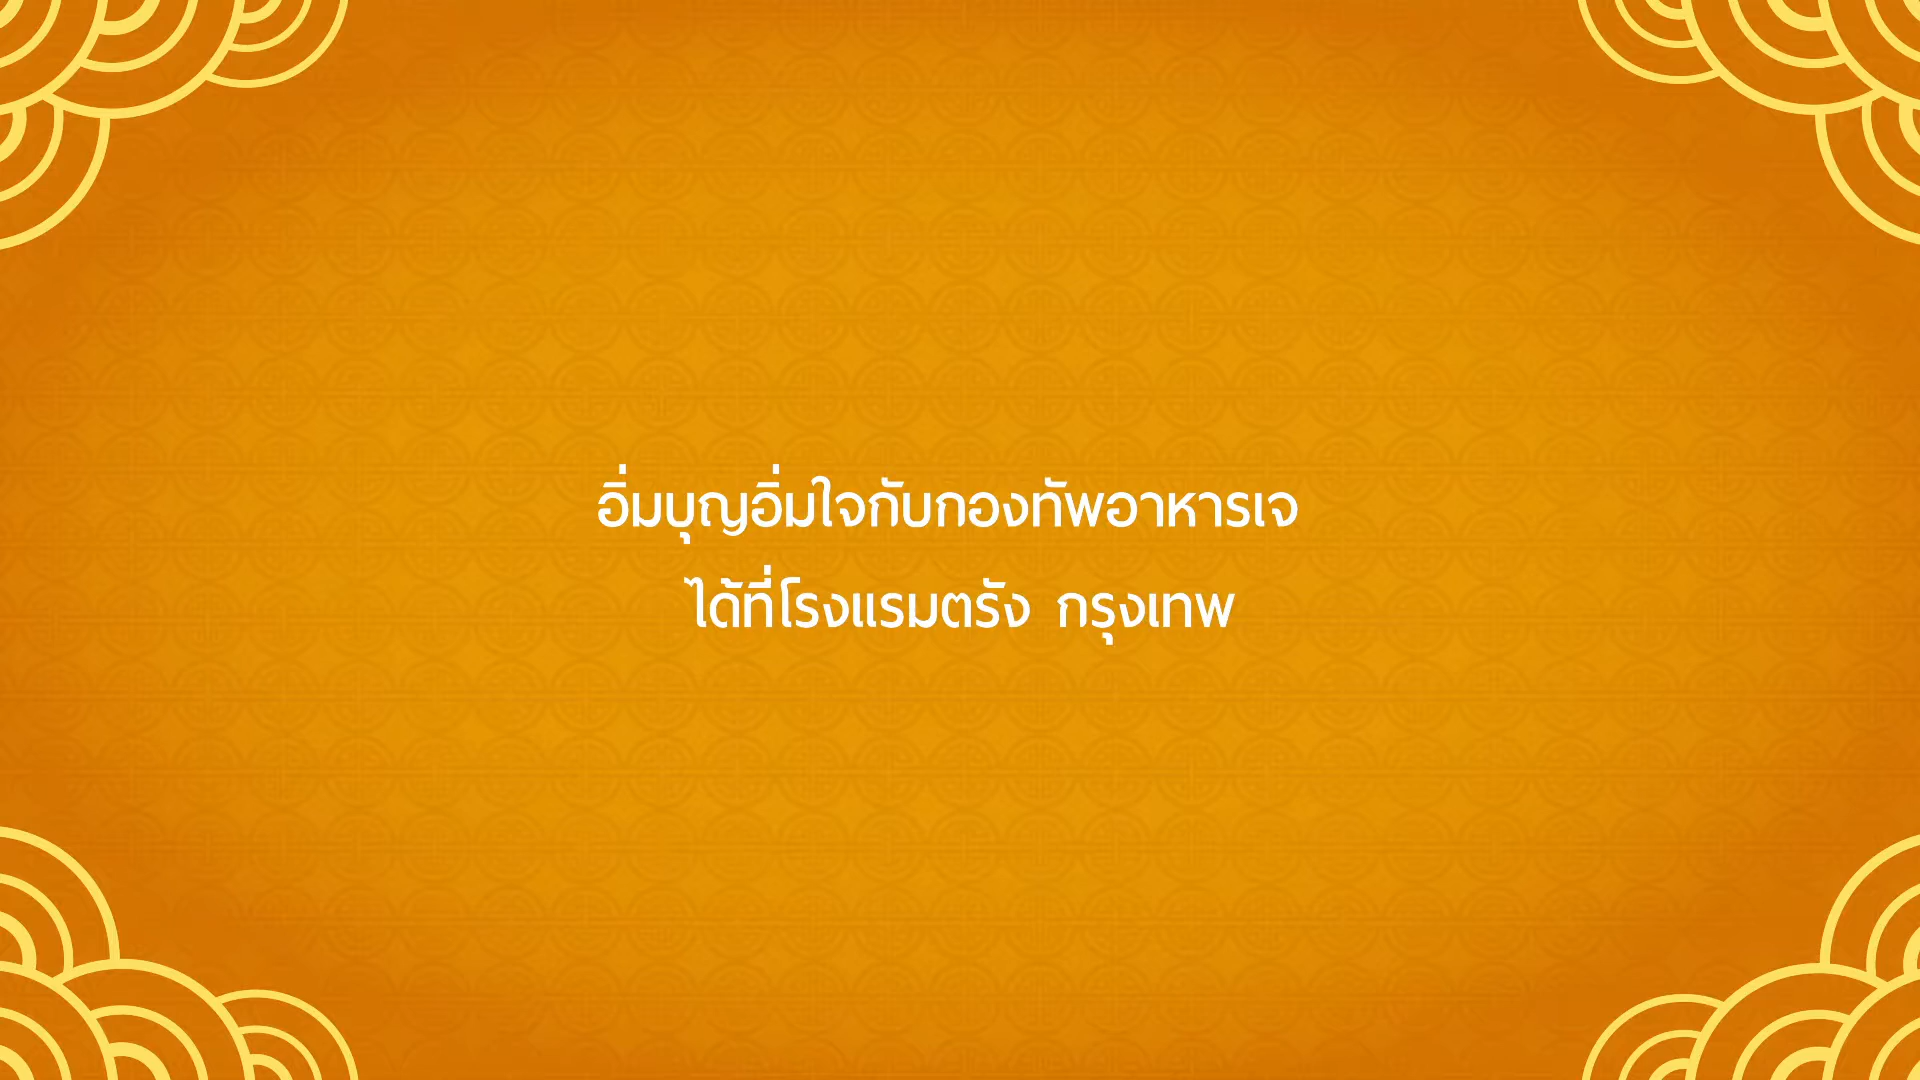 อิ่มบุญอิ่มใจกับกองทัพอาหารเจ
ได้ที่โรงแรมตรัง กรุงเทพ